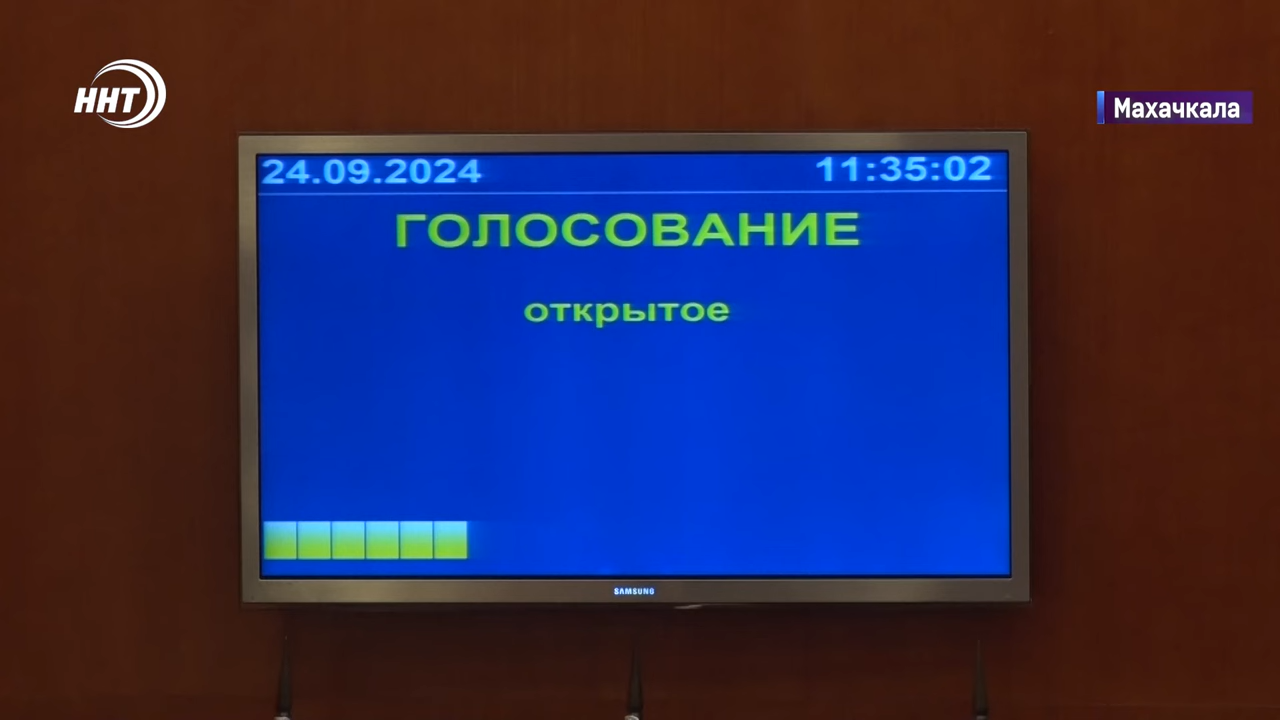 ННТ
Махачкала
24.09.2024
11:35:02
ГОЛОСОВАНИЕ
открытое
SAMSUNG